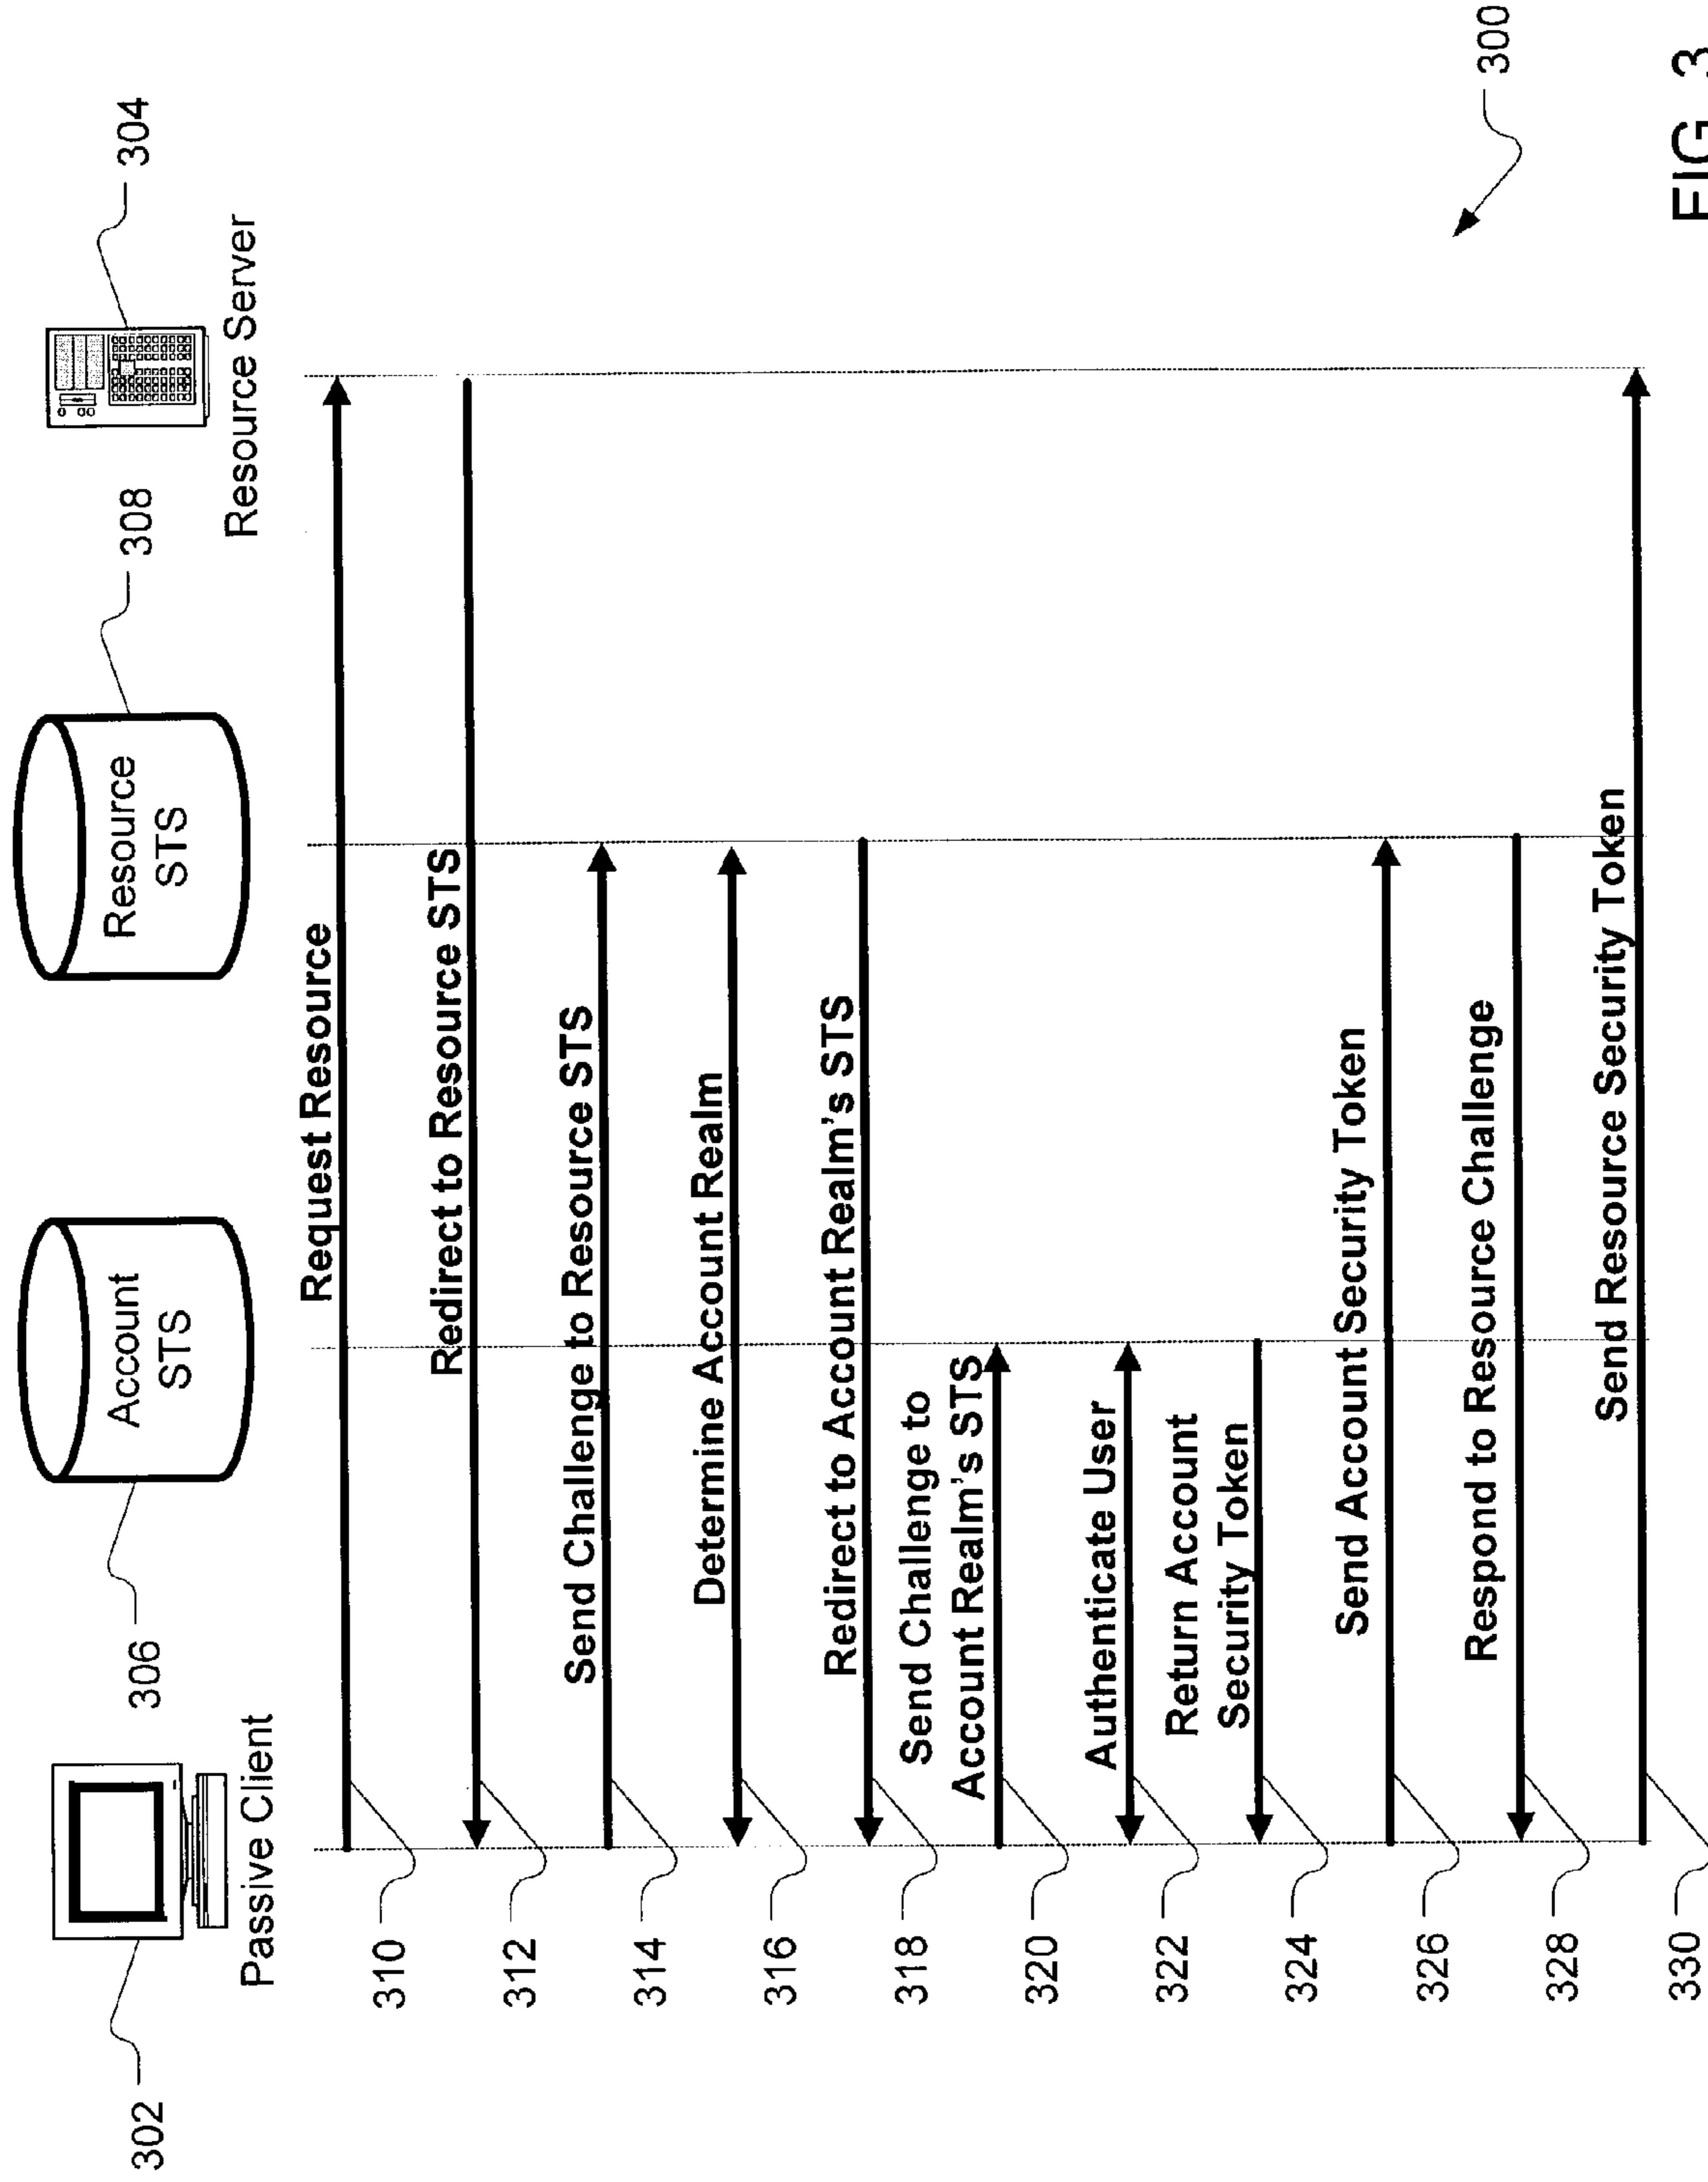 302
Passive Client
306
Account
STS
Resource
STS
308
Resource Server
304
310
Request Resource
312
Redirect to Resource STS
314
Send Challenge to Resource STS
316
Determine Account Realm
318
Redirect to Account Realm's STS
320
Send Challenge to
Account Realm's STS
322
Authenticate User
324
Return Account
Security Token
326
Send Account Security Token
328
Respond to Resource Challenge
330
Send Resource Security Token
300
FIG. 3